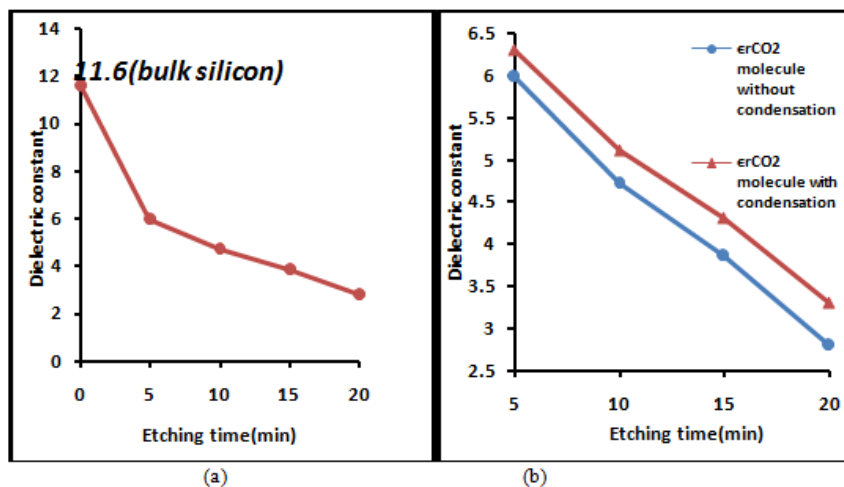 14
12
10
8
6
4
2
0
11.6(bulk silicon)
Dielectric constant,
0 5 10 15 20
Etching time(min)
(a)
6.5
6
5.5
5
4.5
4
3.5
3
2.5
Dielectric constant
ϵrCO2
molecule
without
condensation
ϵrCO2
molecule with
condensation
5 10 15 20
Etching time(min)
(b)